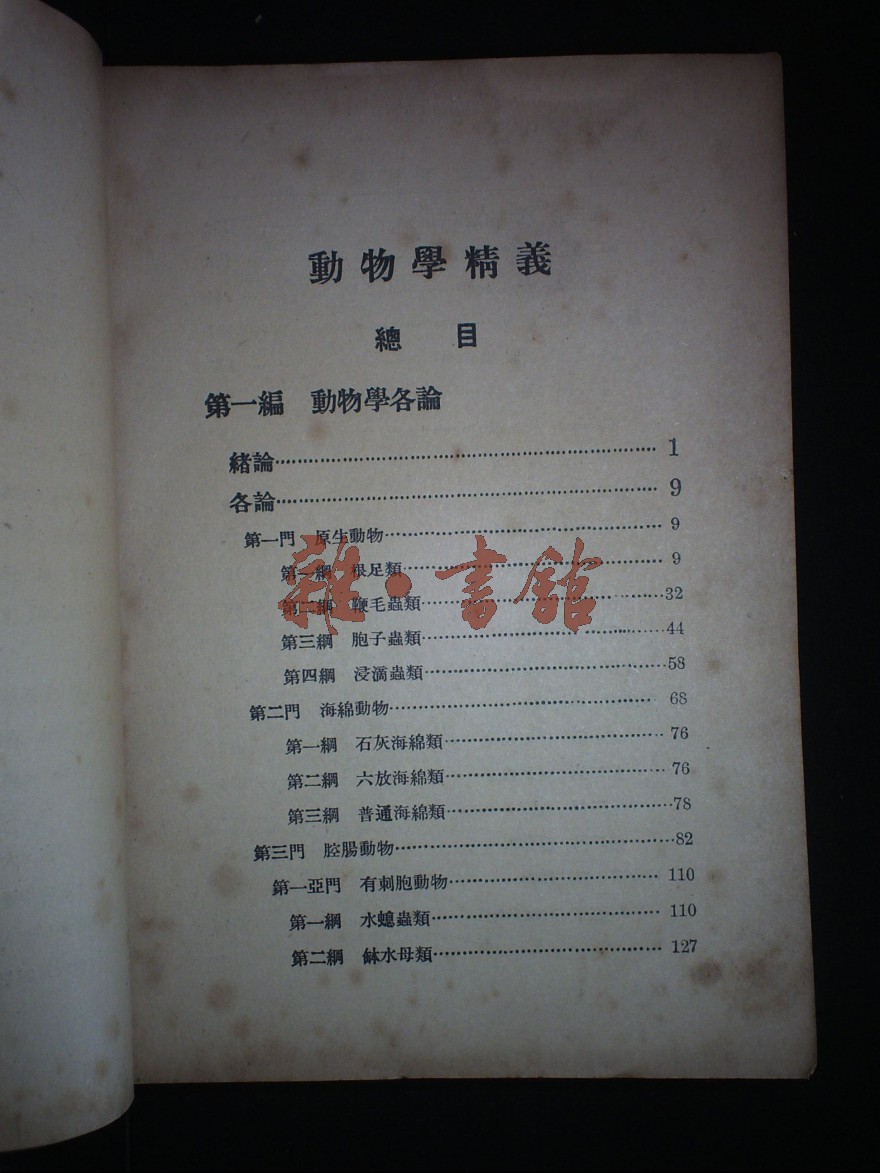 動物學精義
總 目
第一編 動物學各論
緒論……1
各論……9
第一門 原生動物……9
第一綱 根足類……9
第二綱 鞭毛蟲類……32
第三綱 胞子蟲類……44
第四綱 浸滴蟲類……58
第二門 海綿動物……68
第一綱 石灰海綿類……76
第二綱 六放海綿類……76
第三綱 普通海綿類……78
第三門 腔腸動物……82
第一亞門 有刺胞動物……110
第一綱 水螅蟲類……110
第二綱 鉢水母類……127
雜·書館